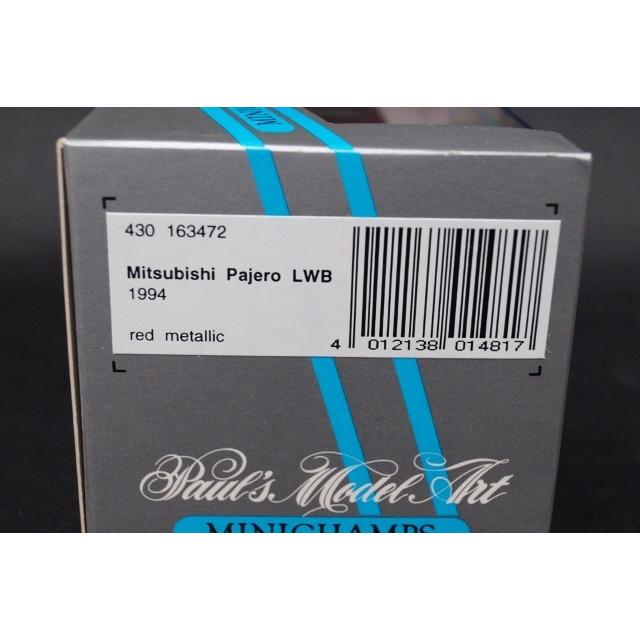 430 163472
Mitsubishi Pajero LWB
1994
red metallic
4 012138 014817
Paul's Model Art
MINICHAMPS